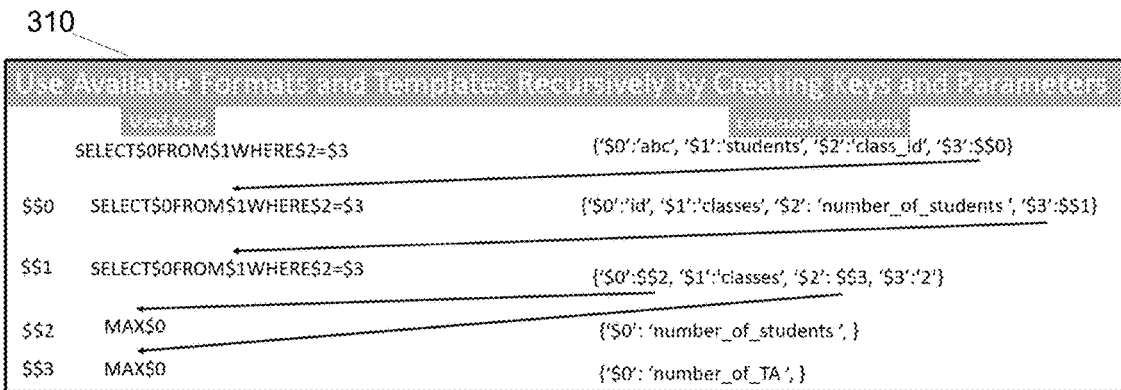 310
Use Available Formats and Templates Recursively by Creating Keys and Parameters
SELECT$0FROM$1WHERE$2=$3 {'$0':'abc', '$1':'students', '$2':'class_id', '$3':$$0}
$$0 SELECT$0FROM$1WHERE$2=$3 {'$0':'id', '$1':'classes', '$2': 'number_of_students ', '$3':$$1}
$$1 SELECT$0FROM$1WHERE$2=$3 {'$0':$$2, '$1':'classes', '$2': $$3, '$3':'2'}
$$2 MAX$0 {'$0': 'number_of_students ', }
$$3 MAX$0 {'$0': 'number_of_TA ', }